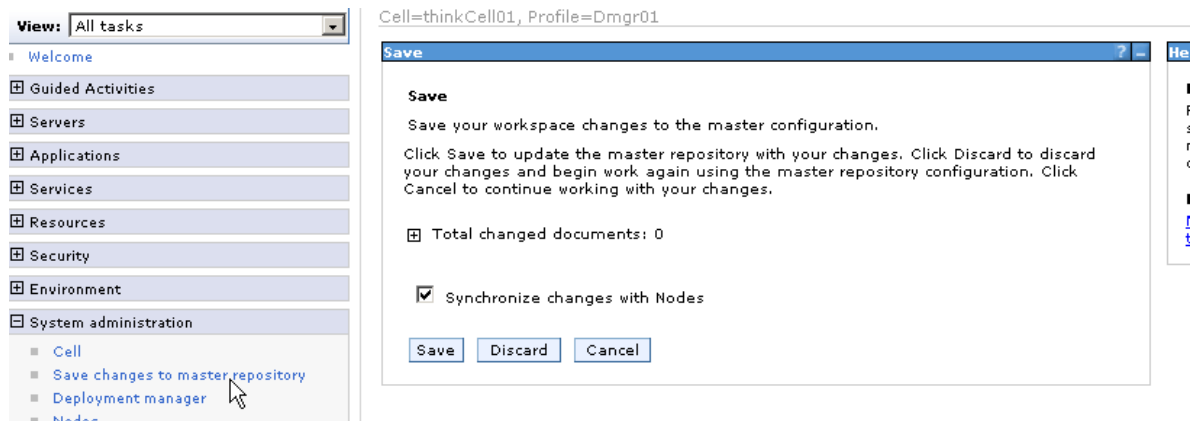 View: All tasks
Welcome
Guided Activities
Servers
Applications
Services
Resources
Security
Environment
System administration
Cell
Save changes to master repository
Deployment manager
Nodes
Cell=thinkCell01, Profile=Dmgr01
Save ? –
Save
Save your workspace changes to the master configuration.
Click Save to update the master repository with your changes. Click Discard to discard
your changes and begin work again using the master repository configuration. Click
Cancel to continue working with your changes.
Total changed documents: 0
Synchronize changes with Nodes
Save Discard Cancel